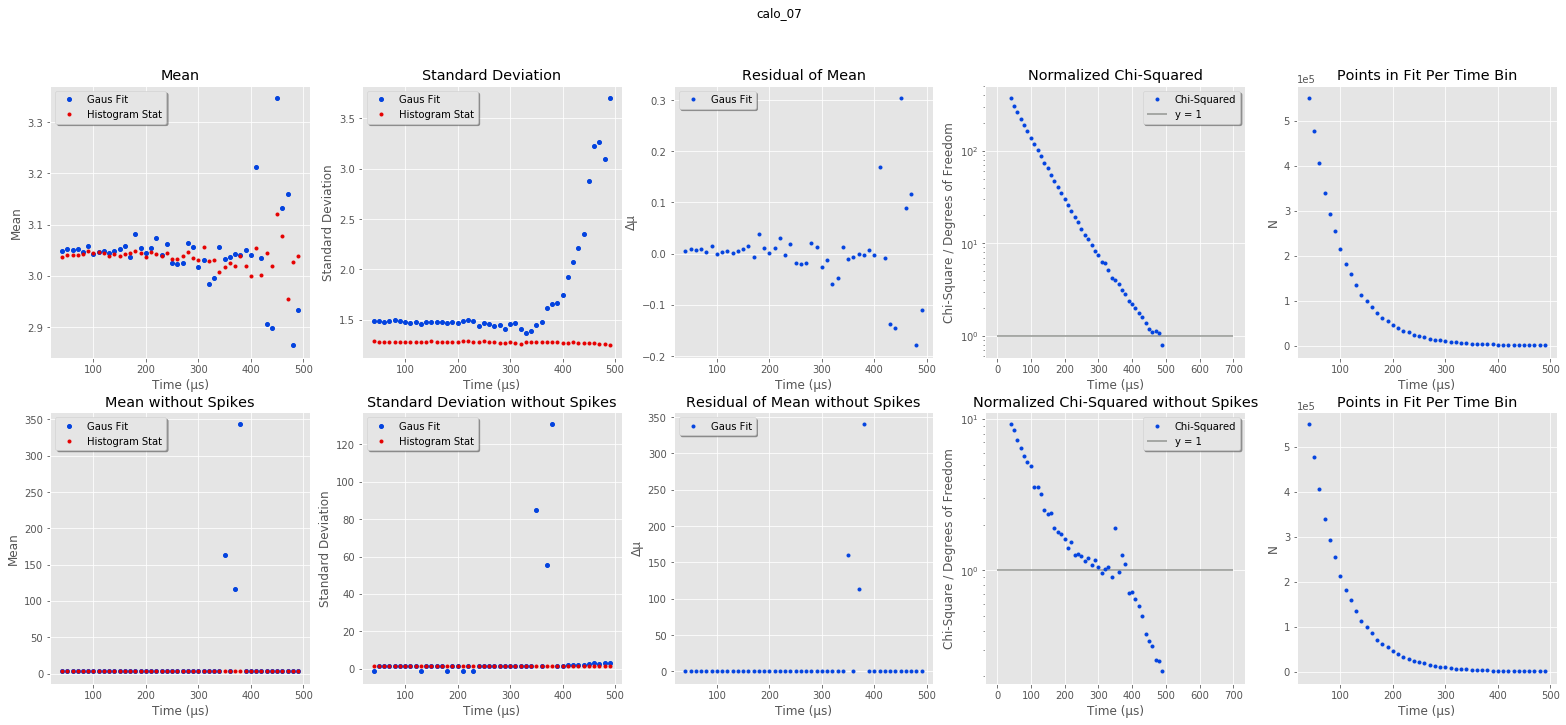 calo_07
Mean
Gaus Fit
Histogram Stat
Mean
3.3
3.2
3.1
3.0
2.9
100
200
300
400
500
Time (μs)
Standard Deviation
Gaus Fit
Histogram Stat
Standard Deviation
3.5
3.0
2.5
2.0
1.5
100
200
300
400
500
Time (μs)
Residual of Mean
Gaus Fit
Δμ
0.3
0.2
0.1
0.0
−0.1
−0.2
100
200
300
400
500
Time (μs)
Normalized Chi-Squared
Chi-Squared
y = 1
Chi-Square / Degrees of Freedom
10²
10¹
10⁰
0
100
200
300
400
500
600
700
Time (μs)
Points in Fit Per Time Bin
1e5
N
5
4
3
2
1
0
100
200
300
400
500
Time (μs)
Mean without Spikes
Gaus Fit
Histogram Stat
Mean
350
300
250
200
150
100
50
0
100
200
300
400
500
Time (μs)
Standard Deviation without Spikes
Gaus Fit
Histogram Stat
Standard Deviation
120
100
80
60
40
20
0
100
200
300
400
500
Time (μs)
Residual of Mean without Spikes
Gaus Fit
Δμ
350
300
250
200
150
100
50
0
100
200
300
400
500
Time (μs)
Normalized Chi-Squared without Spikes
Chi-Squared
y = 1
Chi-Square / Degrees of Freedom
10¹
10⁰
0
100
200
300
400
500
600
700
Time (μs)
Points in Fit Per Time Bin
1e5
N
5
4
3
2
1
0
100
200
300
400
500
Time (μs)